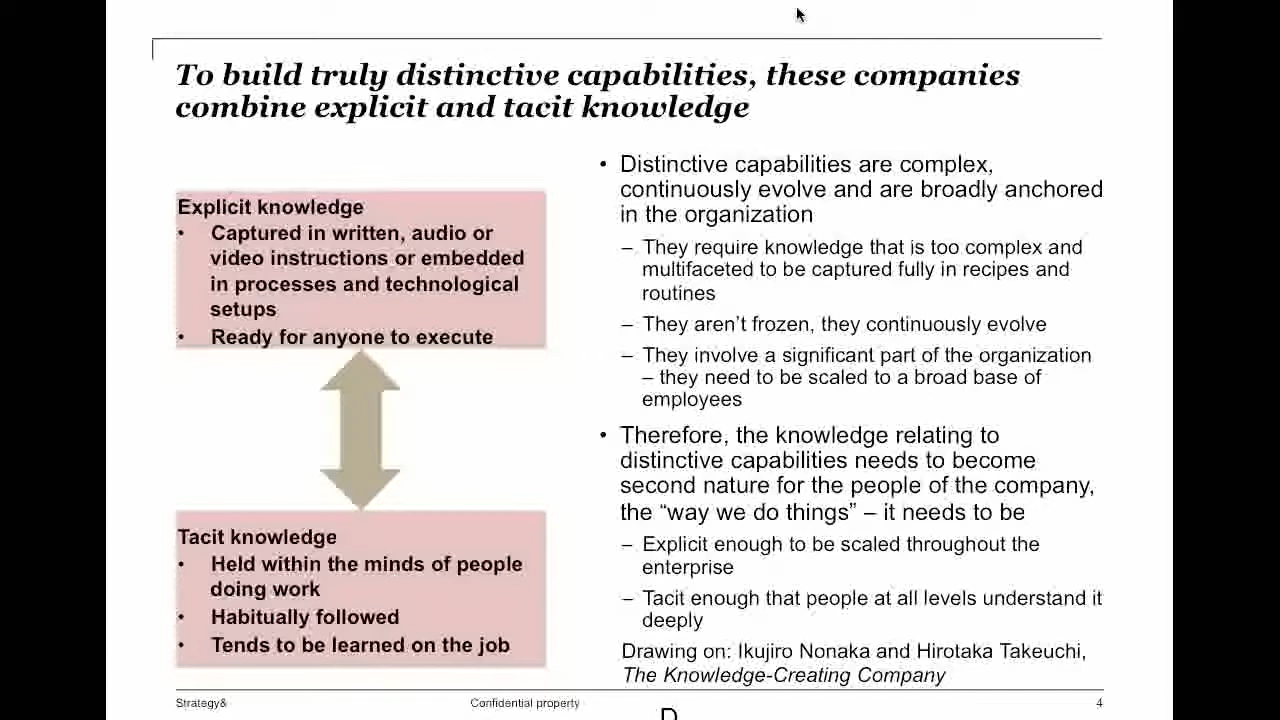 To build truly distinctive capabilities, these companies
combine explicit and tacit knowledge
Explicit knowledge
• Captured in written, audio or
video instructions or embedded
in processes and technological
setups
• Ready for anyone to execute
Tacit knowledge
• Held within the minds of people
doing work
• Habitually followed
• Tends to be learned on the job
• Distinctive capabilities are complex,
continuously evolve and are broadly anchored
in the organization
– They require knowledge that is too complex and
multifaceted to be captured fully in recipes and
routines
– They aren’t frozen, they continuously evolve
– They involve a significant part of the organization
– they need to be scaled to a broad base of
employees
• Therefore, the knowledge relating to
distinctive capabilities needs to become
second nature for the people of the company,
the “way we do things” – it needs to be
– Explicit enough to be scaled throughout the
enterprise
– Tacit enough that people at all levels understand it
deeply
Drawing on: Ikujiro Nonaka and Hirotaka Takeuchi,
The Knowledge-Creating Company
Strategy& Confidential property 4